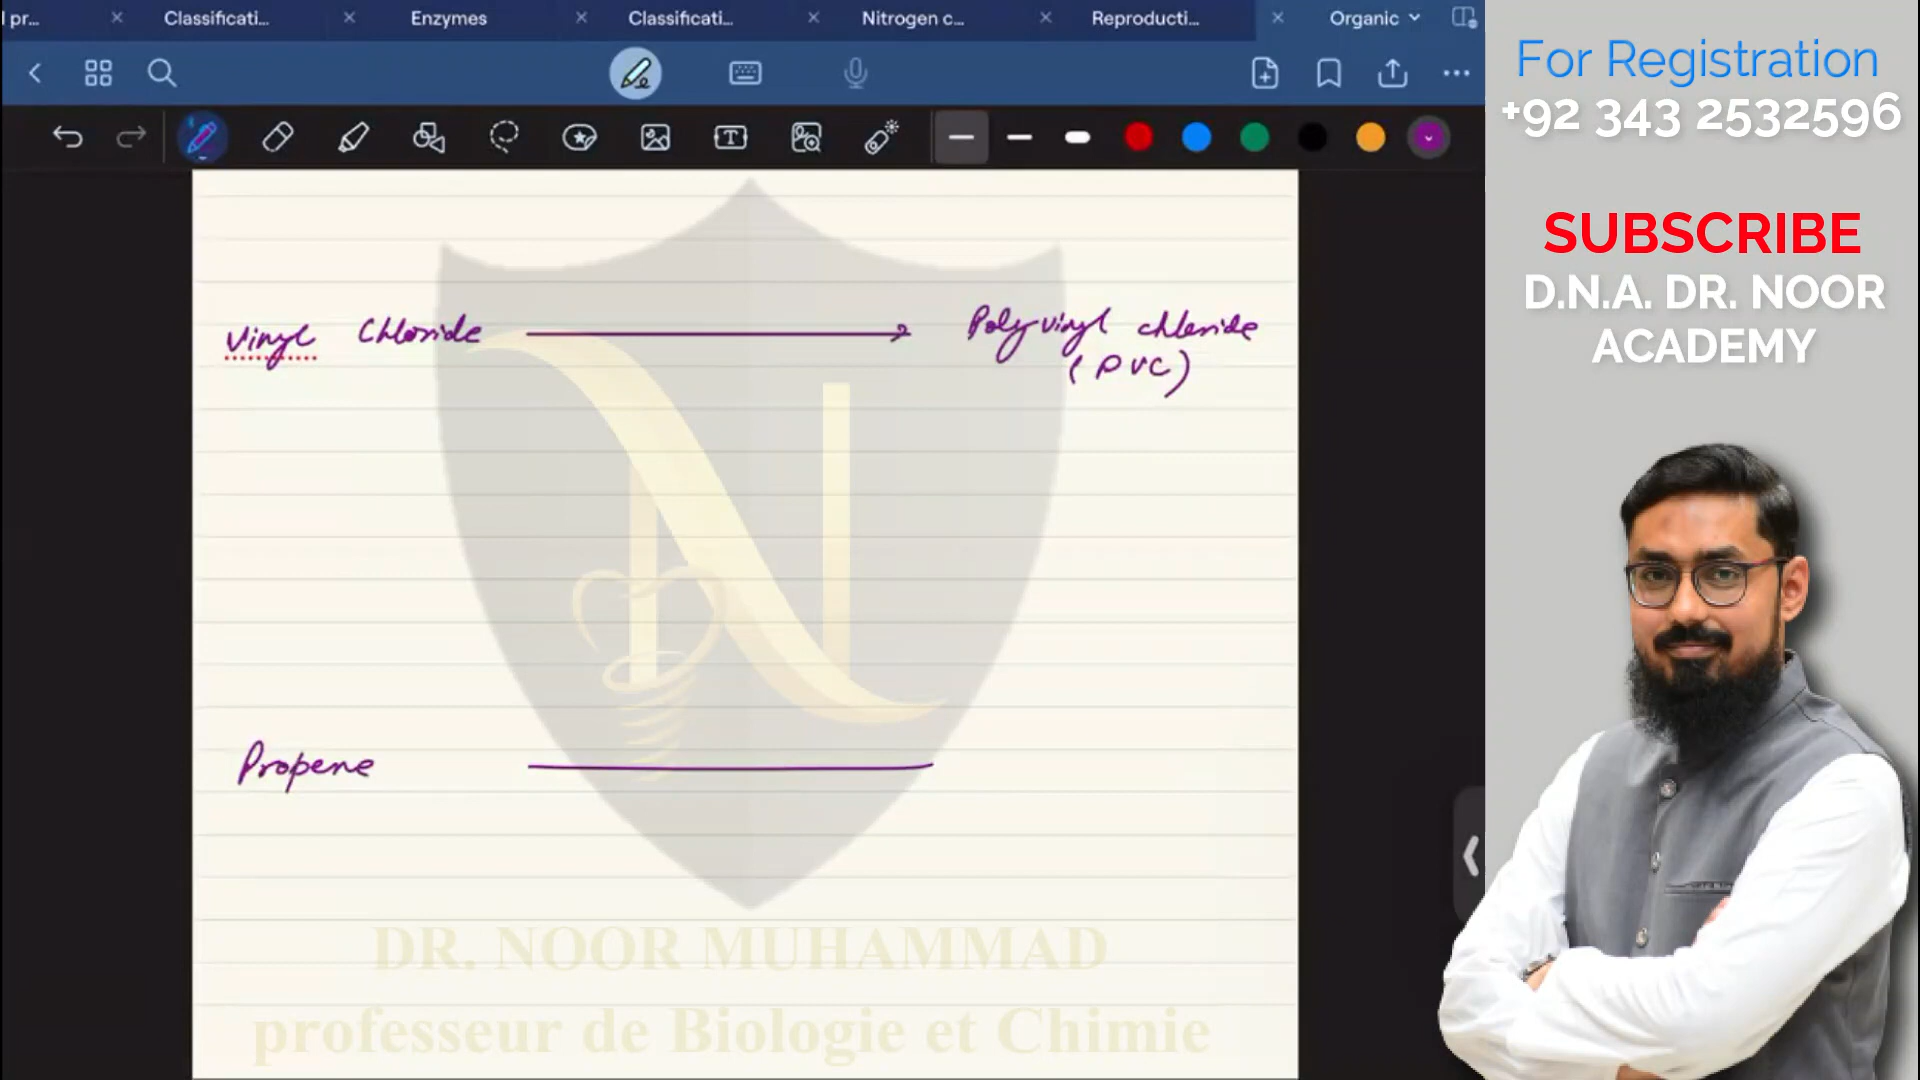 l pr...
Classificati...
Enzymes
Classificati...
Nitrogen c...
Reproducti...
Organic
For Registration
+92 343 2532596
SUBSCRIBE
D.N.A. DR. NOOR
ACADEMY
Vinyl Chloride
Polyvinyl chloride
(PVC)
Propene
DR. NOOR MUHAMMAD
professeur de Biologie et Chimie